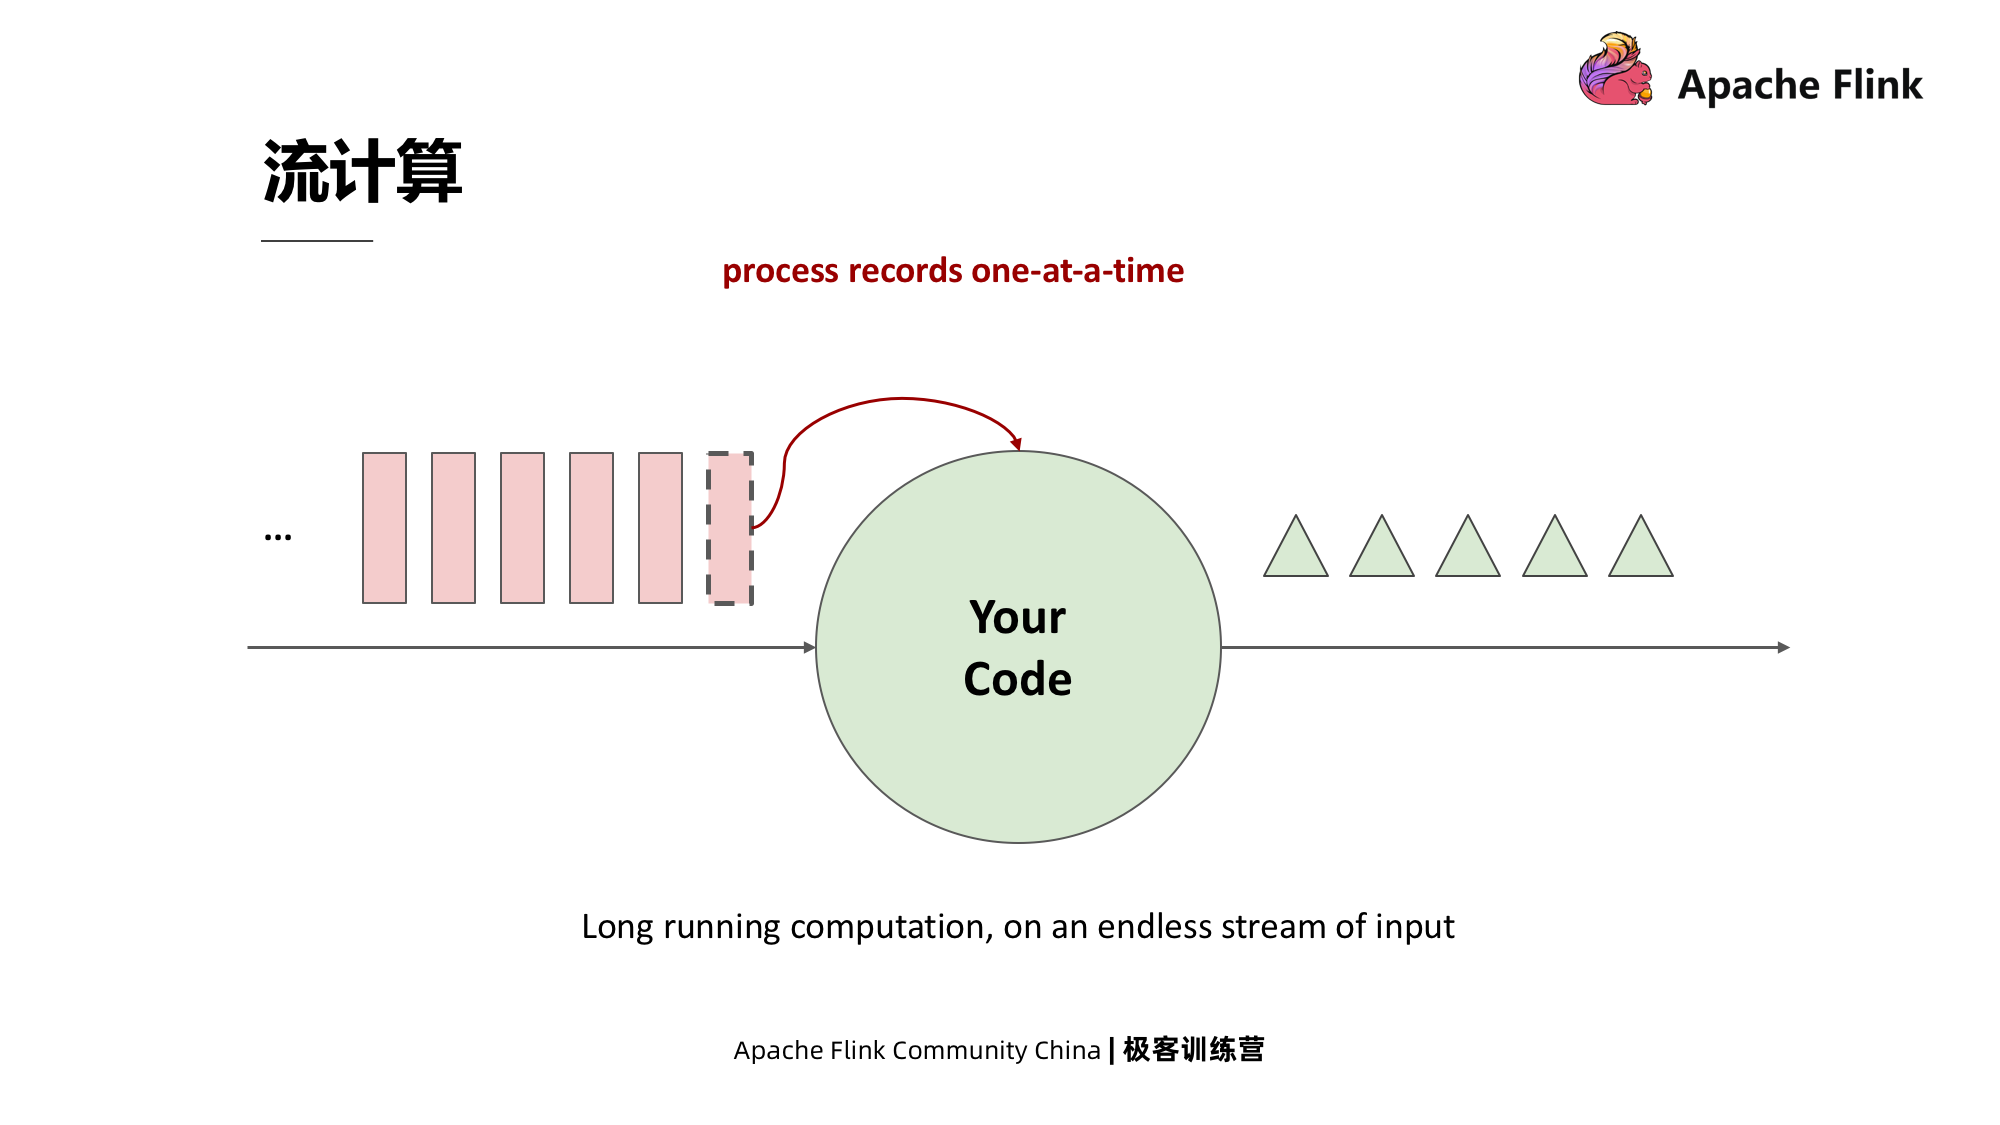 Apache Flink
流计算
process records one-at-a-time
...
Your
Code
Long running computation, on an endless stream of input
Apache Flink Community China | 极客训练营